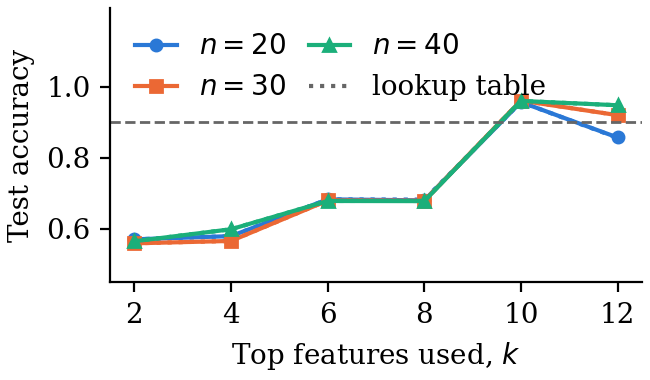 n = 20
n = 40
n = 30
lookup table
1.0
0.8
0.6
Test accuracy
2 4 6 8 10 12
Top features used, k